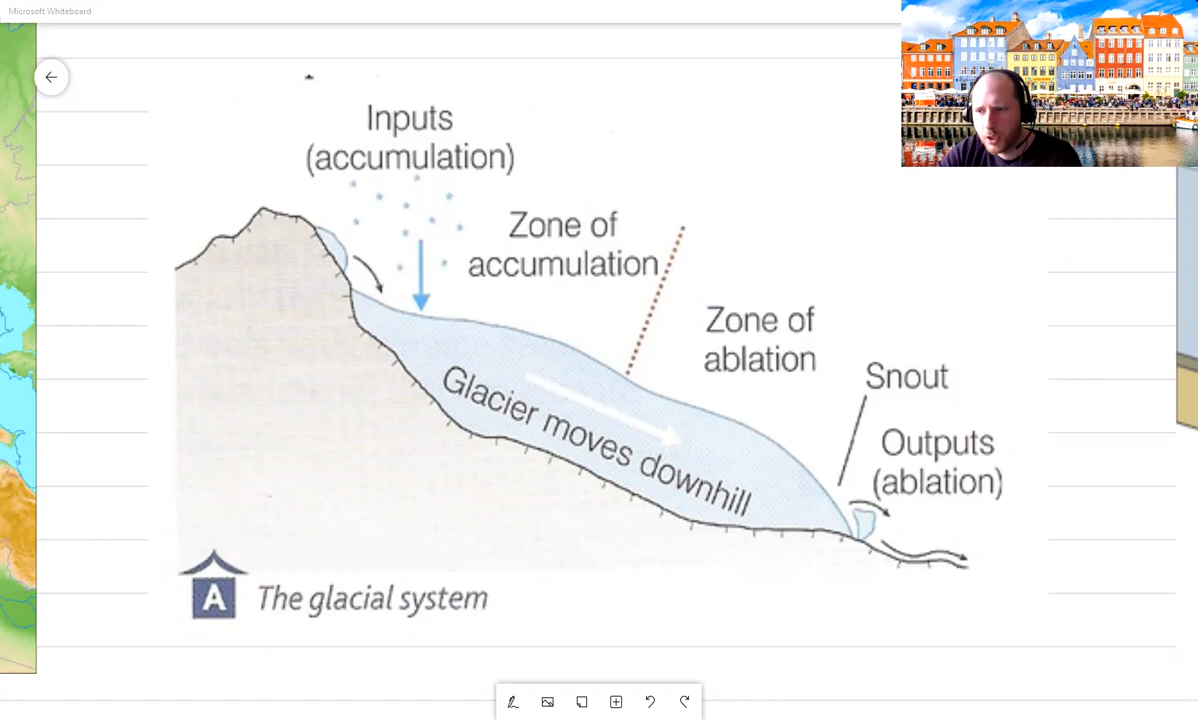 Microsoft Whiteboard
Inputs
(accumulation)
Zone of
accumulation
Zone of
ablation
Snout
Outputs
(ablation)
Glacier moves downhill
A The glacial system